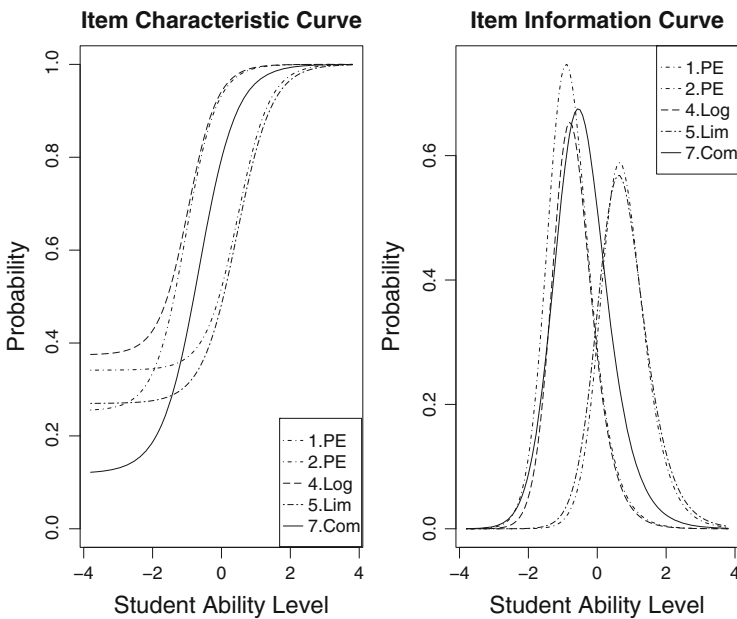 Item Characteristic Curve
Probability
0.0
0.2
0.4
0.6
0.8
1.0
1.PE
2.PE
4.Log
5.Lim
7.Com
−4
−2
0
2
4
Student Ability Level
Item Information Curve
Probability
0.0
0.2
0.4
0.6
1.PE
2.PE
4.Log
5.Lim
7.Com
−4
−2
0
2
4
Student Ability Level